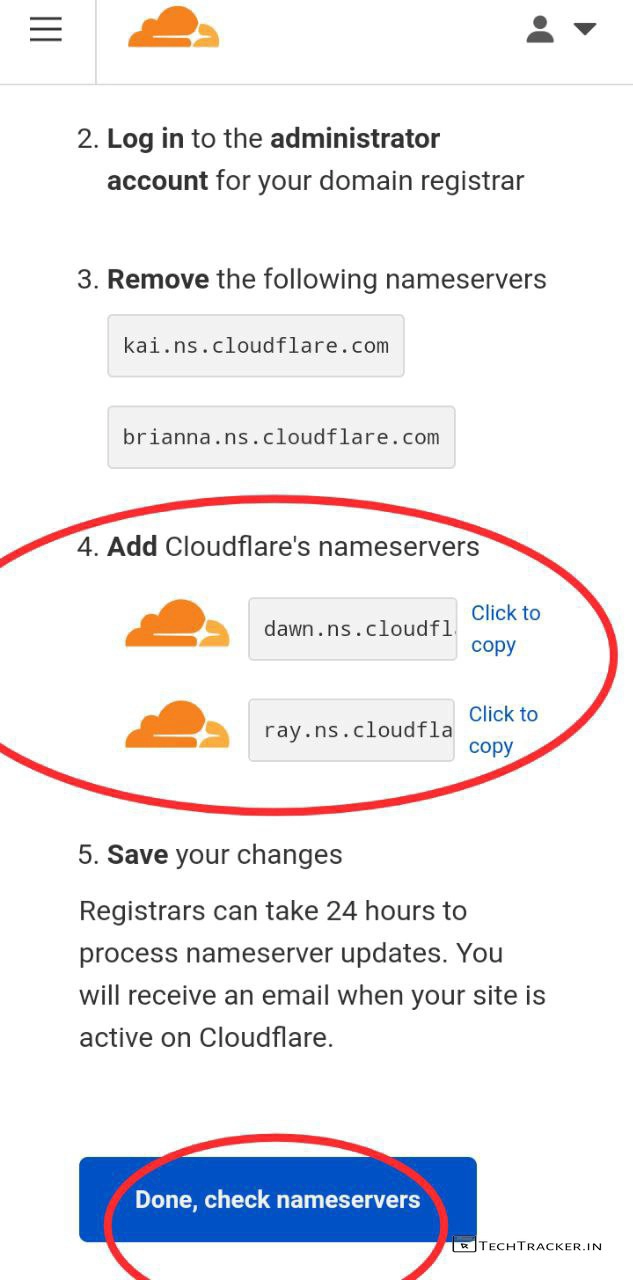 2. Log in to the administrator
account for your domain registrar
3. Remove the following nameservers
kai.ns.cloudflare.com
brianna.ns.cloudflare.com
4. Add Cloudflare's nameservers
dawn.ns.cloudfl
Click to
copy
ray.ns.cloudfla
Click to
copy
5. Save your changes
Registrars can take 24 hours to
process nameserver updates. You
will receive an email when your site is
active on Cloudflare.
Done, check nameservers
TECHTRACKER.IN